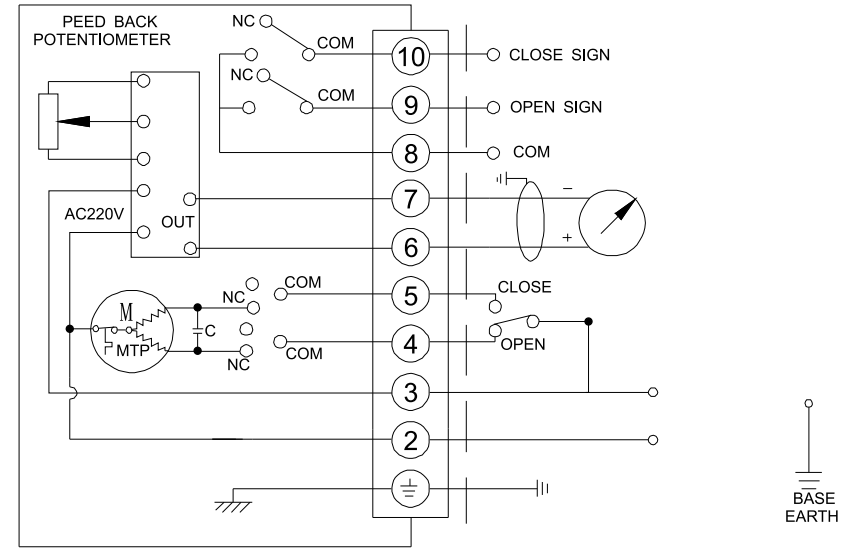 PEED BACK
POTENTIOMETER
NC
COM
10
CLOSE SIGN
NC
COM
9
OPEN SIGN
8
COM
7
−
AC220V
OUT
6
+
COM
5
CLOSE
NC
M
C
MTP
4
OPEN
COM
NC
3
2
BASE
EARTH